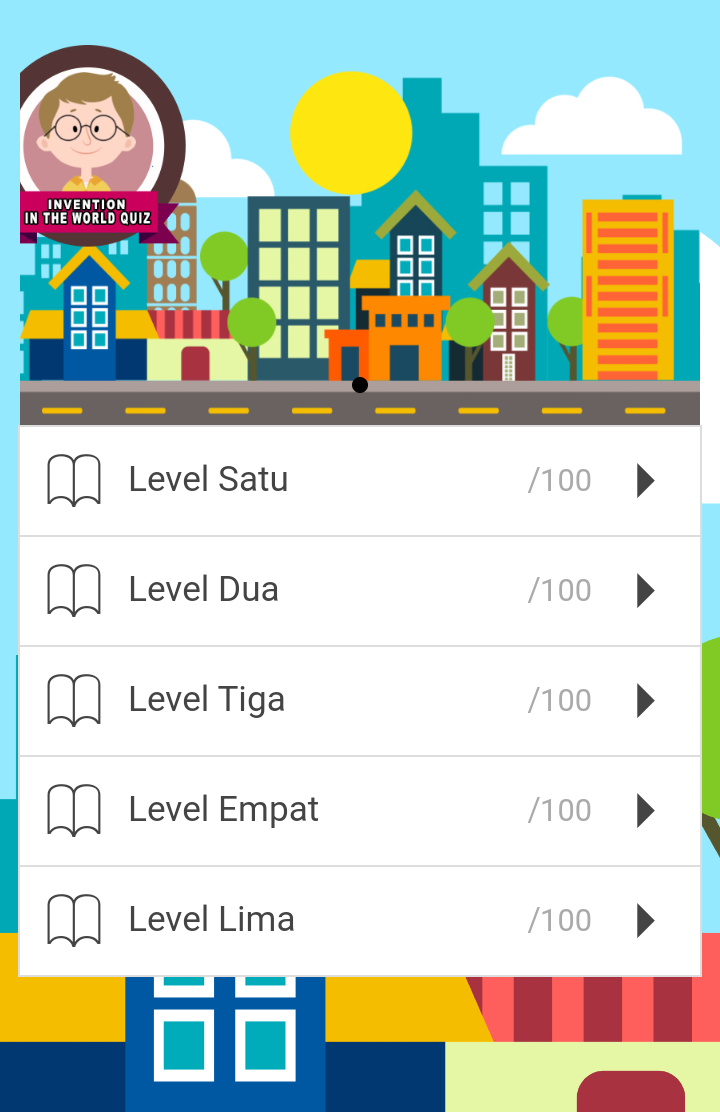 INVENTION
IN THE WORLD QUIZ
Level Satu /100
Level Dua /100
Level Tiga /100
Level Empat /100
Level Lima /100